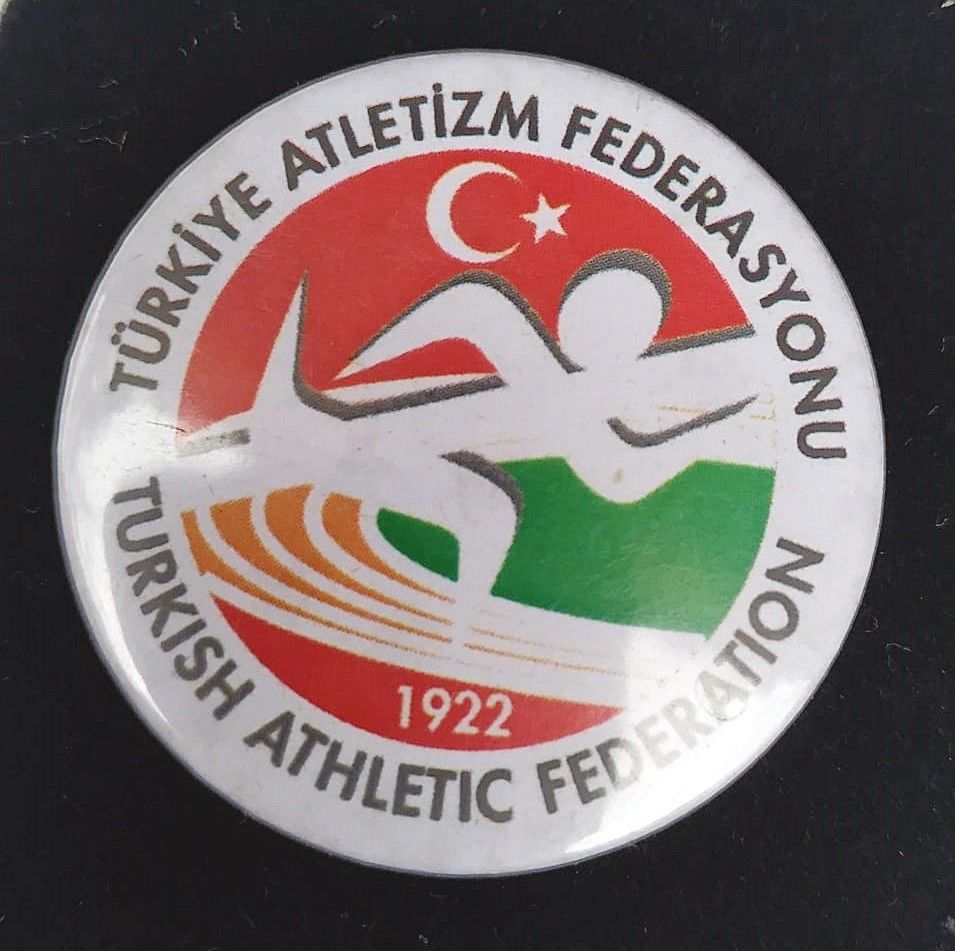 TÜRKİYE ATLETİZM FEDERASYONU
1922
TURKISH ATHLETIC FEDERATION